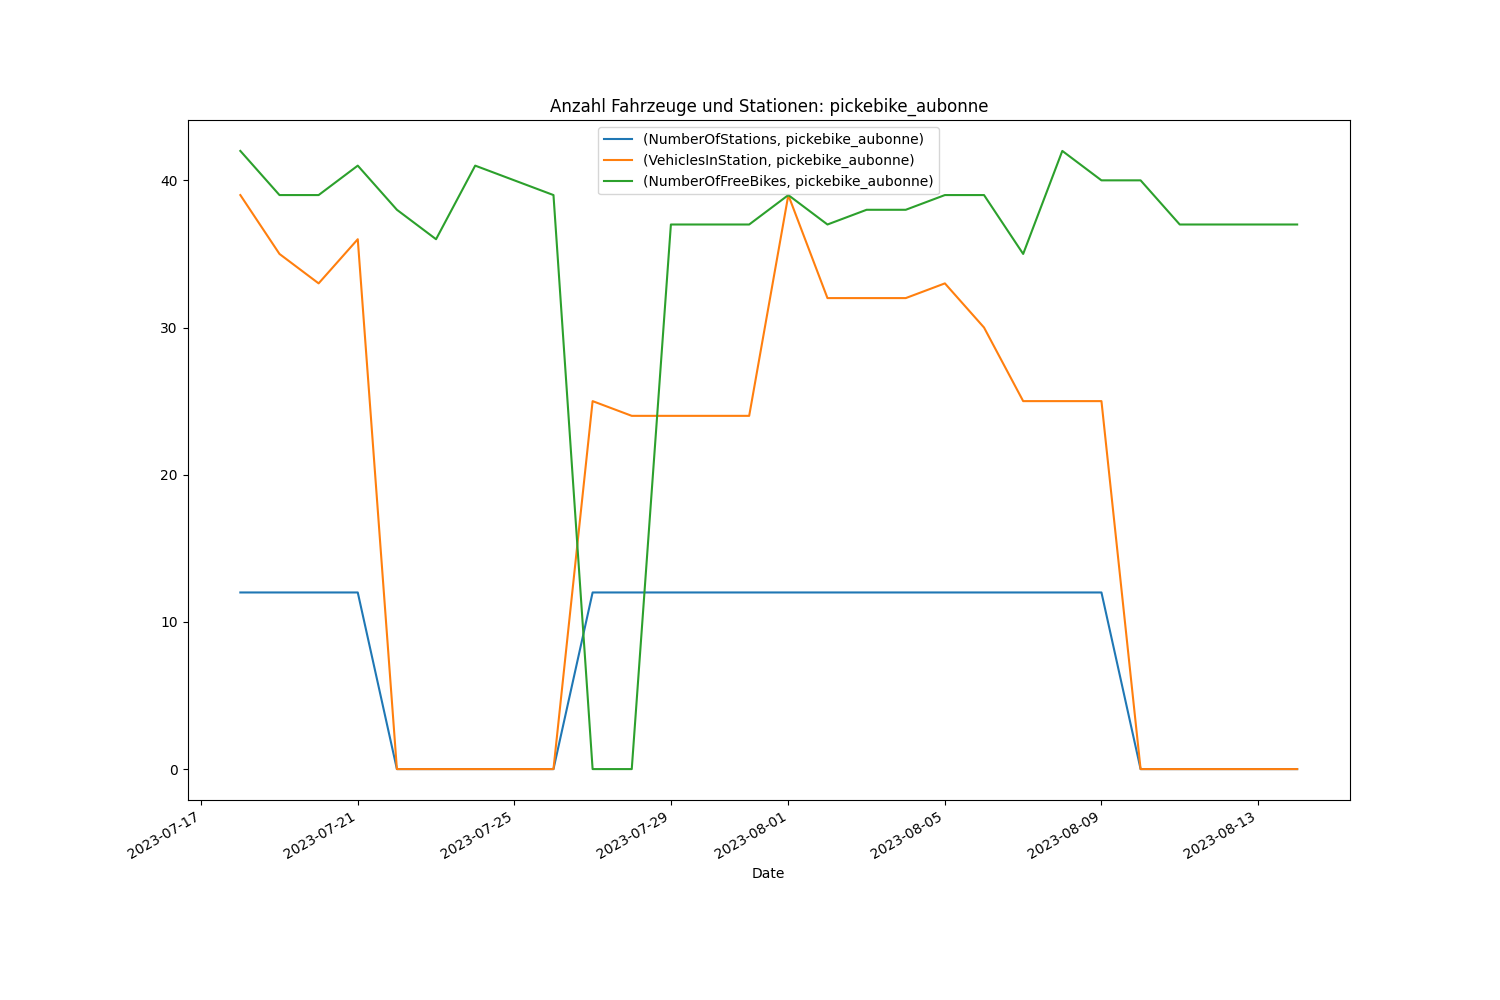 Anzahl Fahrzeuge und Stationen: pickebike_aubonne
(NumberOfStations, pickebike_aubonne)
(VehiclesInStation, pickebike_aubonne)
(NumberOfFreeBikes, pickebike_aubonne)
40
30
20
10
0
2023-07-17
2023-07-21
2023-07-25
2023-07-29
2023-08-01
2023-08-05
2023-08-09
2023-08-13
Date